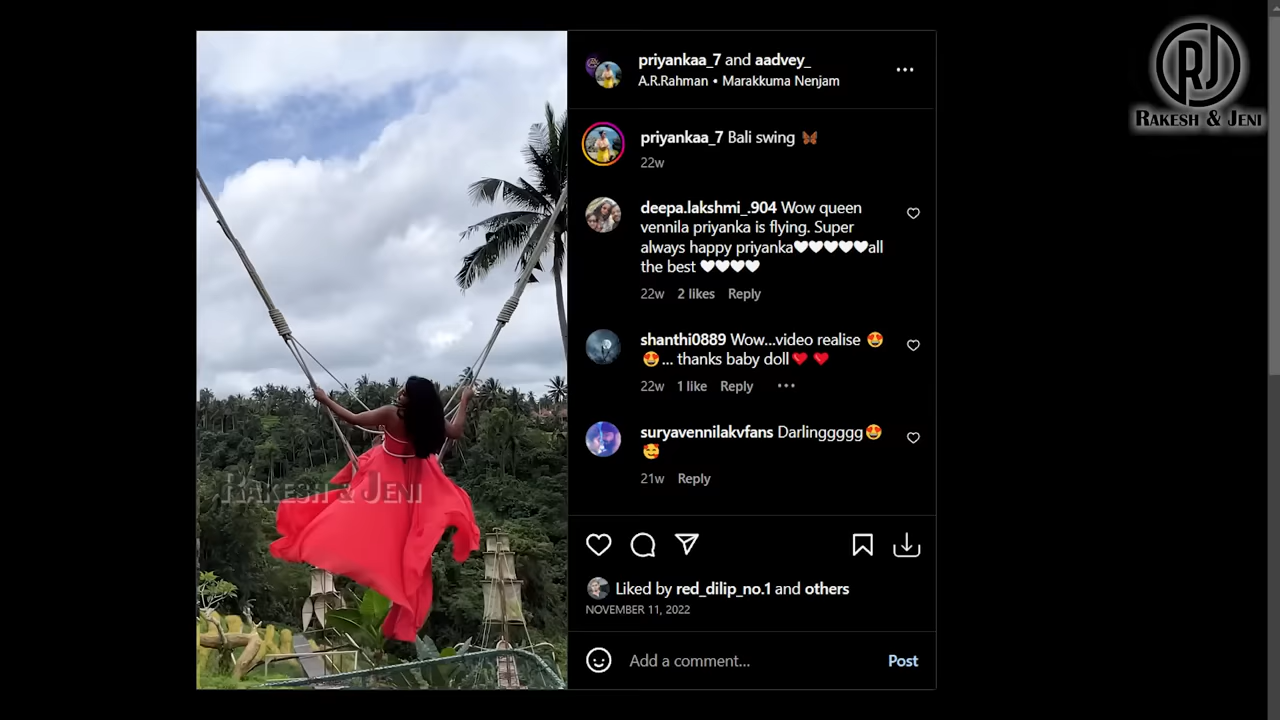 priyankaa_7 and aadvey_
A.R.Rahman • Marakkuma Nenjam
priyankaa_7 Bali swing 🦋
22w
deepa.lakshmi_.904 Wow queen
vennila priyanka is flying. Super
always happy priyanka🤍🤍🤍🤍🤍all
the best 🤍🤍🤍🤍
22w 2 likes Reply
shanthi0889 Wow...video realise 😍
😍... thanks baby doll❤️ ❤️
22w 1 like Reply
suryavennilakvfans Darlinggggg😍
🥰
21w Reply
Liked by red_dilip_no.1 and others
NOVEMBER 11, 2022
Add a comment... Post
RJ
RAKESH & JENI
RAKESH & JENI